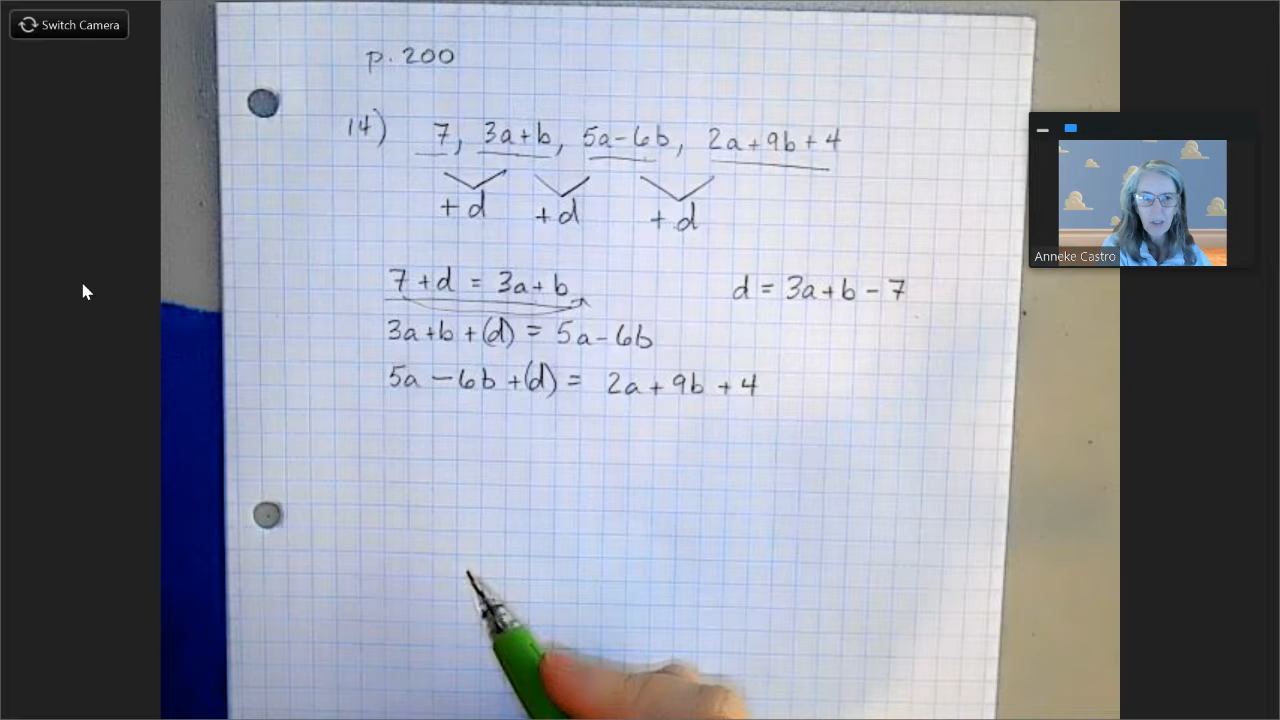 Switch Camera
p. 200
14) 7, 3a+b, 5a-6b, 2a+9b+4
+d +d +d
7+d = 3a+b d = 3a+b-7
3a+b+(d) = 5a-6b
5a-6b+(d) = 2a+9b+4
Anneke Castro